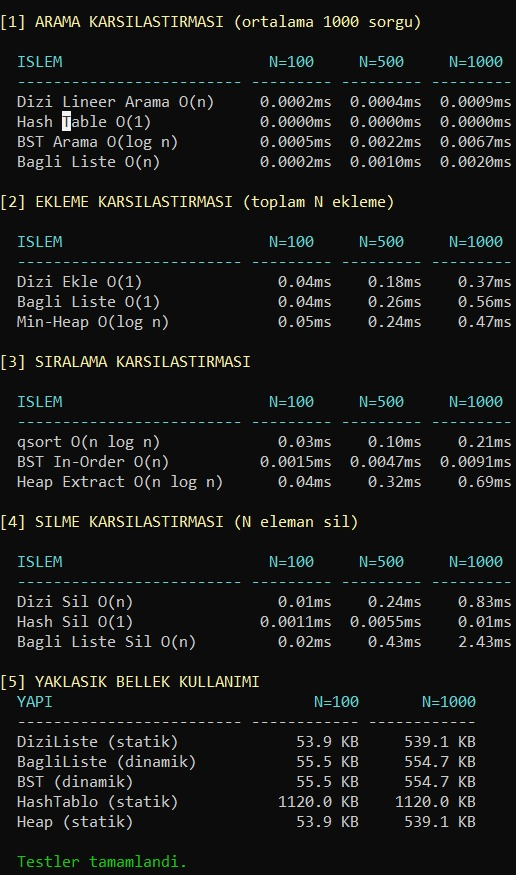 [1] ARAMA KARSILASTIRMASI (ortalama 1000 sorgu)
ISLEM N=100 N=500 N=1000
------------------------- --------- --------- ---------
Dizi Lineer Arama O(n) 0.0002ms 0.0004ms 0.0009ms
Hash Table O(1) 0.0000ms 0.0000ms 0.0000ms
BST Arama O(log n) 0.0005ms 0.0022ms 0.0067ms
Bagli Liste O(n) 0.0002ms 0.0010ms 0.0020ms
[2] EKLEME KARSILASTIRMASI (toplam N ekleme)
ISLEM N=100 N=500 N=1000
------------------------- --------- --------- ---------
Dizi Ekle O(1) 0.04ms 0.18ms 0.37ms
Bagli Liste O(1) 0.04ms 0.26ms 0.56ms
Min-Heap O(log n) 0.05ms 0.24ms 0.47ms
[3] SIRALAMA KARSILASTIRMASI
ISLEM N=100 N=500 N=1000
------------------------- --------- --------- ---------
qsort O(n log n) 0.03ms 0.10ms 0.21ms
BST In-Order O(n) 0.0015ms 0.0047ms 0.0091ms
Heap Extract O(n log n) 0.04ms 0.32ms 0.69ms
[4] SILME KARSILASTIRMASI (N eleman sil)
ISLEM N=100 N=500 N=1000
------------------------- --------- --------- ---------
Dizi Sil O(n) 0.01ms 0.24ms 0.83ms
Hash Sil O(1) 0.0011ms 0.0055ms 0.01ms
Bagli Liste Sil O(n) 0.02ms 0.43ms 2.43ms
[5] YAKLASIK BELLEK KULLANIMI
YAPI N=100 N=1000
------------------------- ------------ ------------
DiziListe (statik) 53.9 KB 539.1 KB
BagliListe (dinamik) 55.5 KB 554.7 KB
BST (dinamik) 55.5 KB 554.7 KB
HashTablo (statik) 1120.0 KB 1120.0 KB
Heap (statik) 53.9 KB 539.1 KB
Testler tamamlandi.